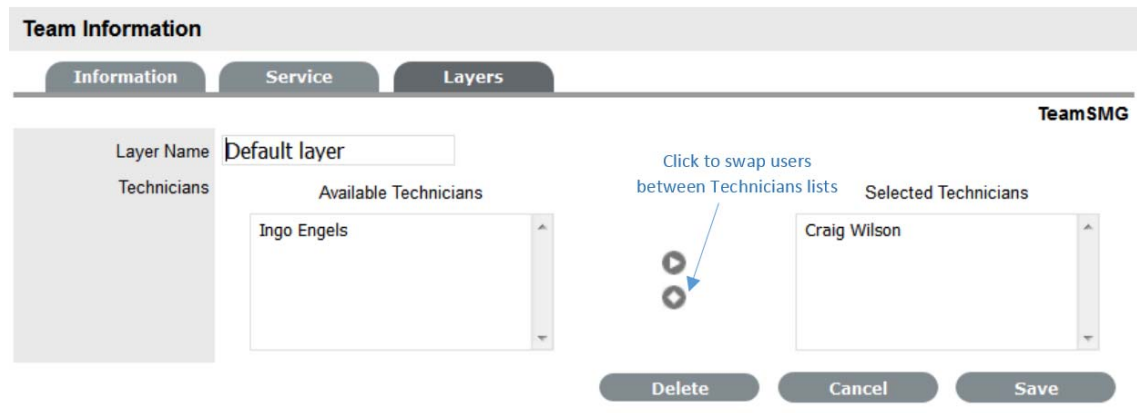 Team Information
Information Service Layers
TeamSMG
Layer Name Default layer
Click to swap users
between Technicians lists
Technicians Available Technicians Selected Technicians
Ingo Engels Craig Wilson
Delete Cancel Save